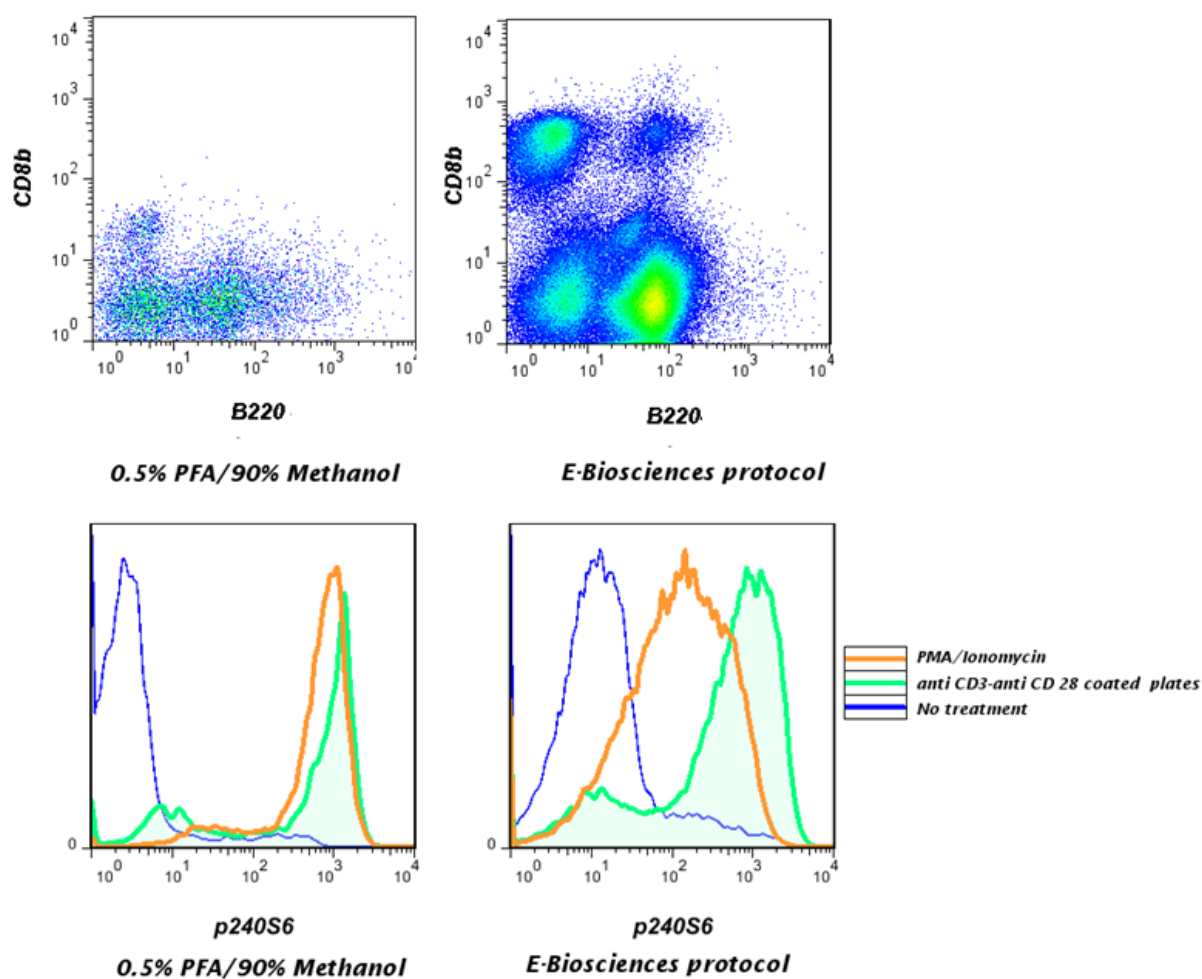 10^4
10^3
10^2
10^1
10^0
CD8b
10^0 10^1 10^2 10^3
B220
0.5% PFA/90% Methanol
10^4
10^3
10^2
10^1
10^0
CD8b
10^0 10^1 10^2 10^3 10^4
B220
E-Biosciences protocol
0
10^0 10^1 10^2 10^3 10^4
p240S6
0.5% PFA/90% Methanol
0
10^0 10^1 10^2 10^3 10^4
p240S6
E-Biosciences protocol
PMA/Ionomycin
anti CD3-anti CD 28 coated plates
No treatment